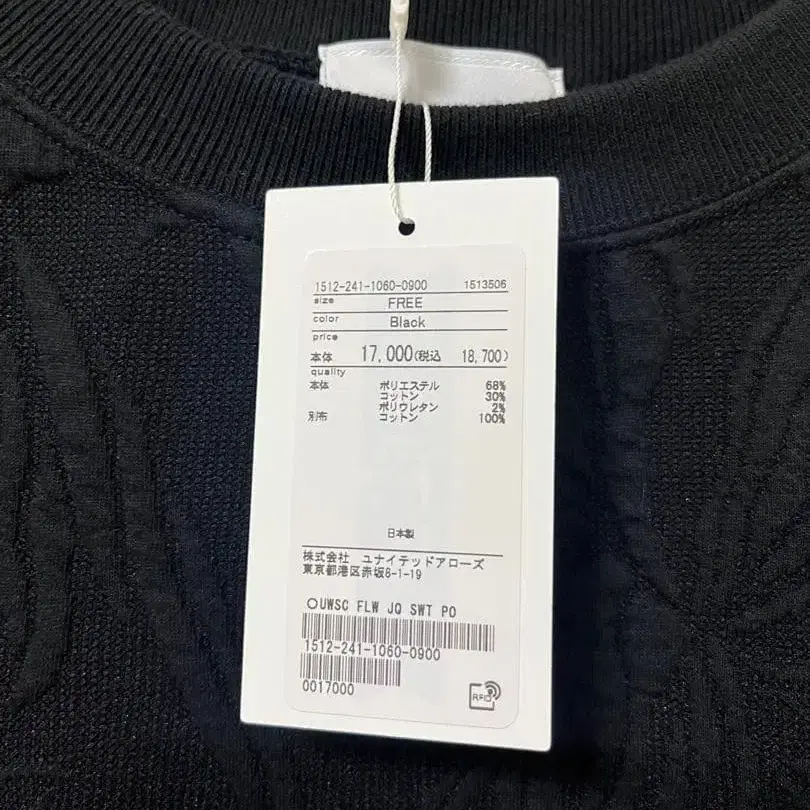 1512-241-1060-0900 1513506
size FREE
color Black
price
本体 17,000(税込 18,700)
quality
本体 ポリエステル 68%
コットン 30%
ポリウレタン 2%
別布 コットン 100%
日本製
株式会社 ユナイテッドアローズ
東京都港区赤坂8-1-19
○UWSC FLW JQ SWT PO
1512-241-1060-0900
0017000
RFID